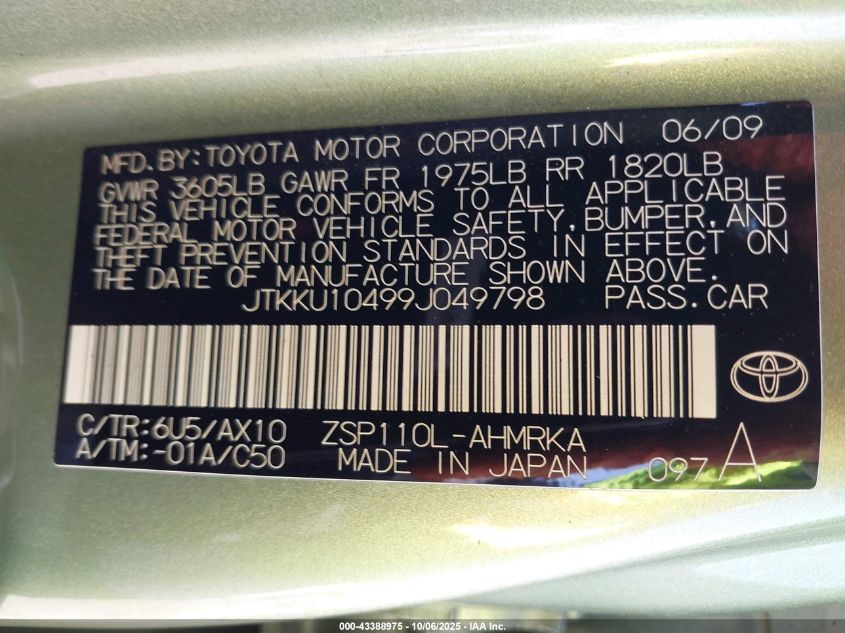 MFD.BY:TOYOTA MOTOR CORPORATION 06/09
GVWR 3605LB GAWR FR 1975LB RR 1820LB
THIS VEHICLE CONFORMS TO ALL APPLICABLE
FEDERAL MOTOR VEHICLE SAFETY,BUMPER,AND
THEFT PREVENTION STANDARDS IN EFFECT ON
THE DATE OF MANUFACTURE SHOWN ABOVE.
JTKKU10499J049798 PASS.CAR
C/TR:6U5/AX10 ZSP110L-AHMRKA
A/TM:-01A/C50 MADE IN JAPAN 097 A
000-43388975 | 10/06/2025 - IAA, Inc.